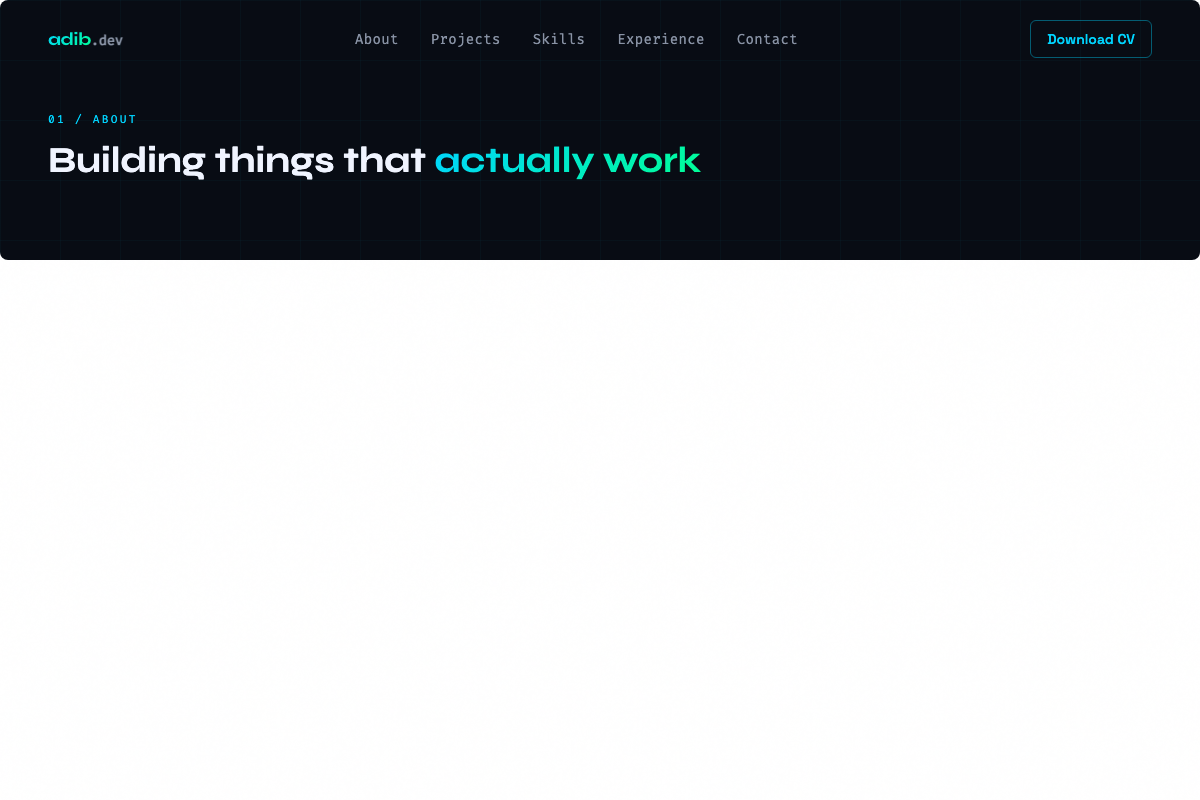 adib.dev
About
Projects
Skills
Experience
Contact
Download CV
01 / ABOUT
Building things that actually work